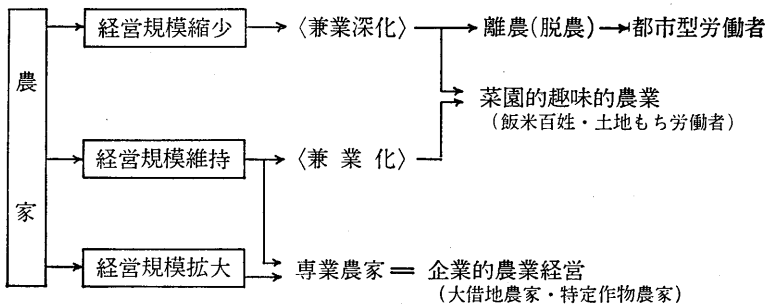 農家
経営規模縮少
〈兼業深化〉
離農(脱農)
都市型労働者
菜園的趣味的農業
(飯米百姓・土地もち労働者)
経営規模維持
〈兼業化〉
経営規模拡大
専業農家＝企業的農業経営
(大借地農家・特定作物農家)